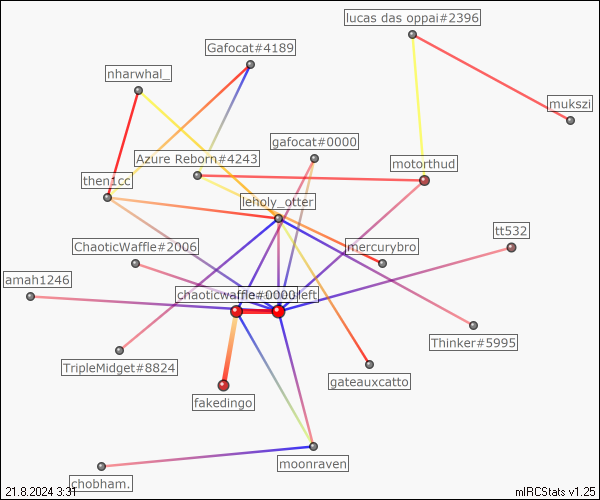 lucas das oppai#2396
Gafocat#4189
nharwhal_
mukszi
gafocat#0000
Azure Reborn#4243
motorthud
then1cc
leholy_otter
tt532
ChaoticWaffle#2006
mercurybro
amah1246
chaoticwaffle#0000
left
Thinker#5995
TripleMidget#8824
gateauxcatto
fakedingo
moonraven
chobham.
21.8.2024 3:31
mIRCStats v1.25